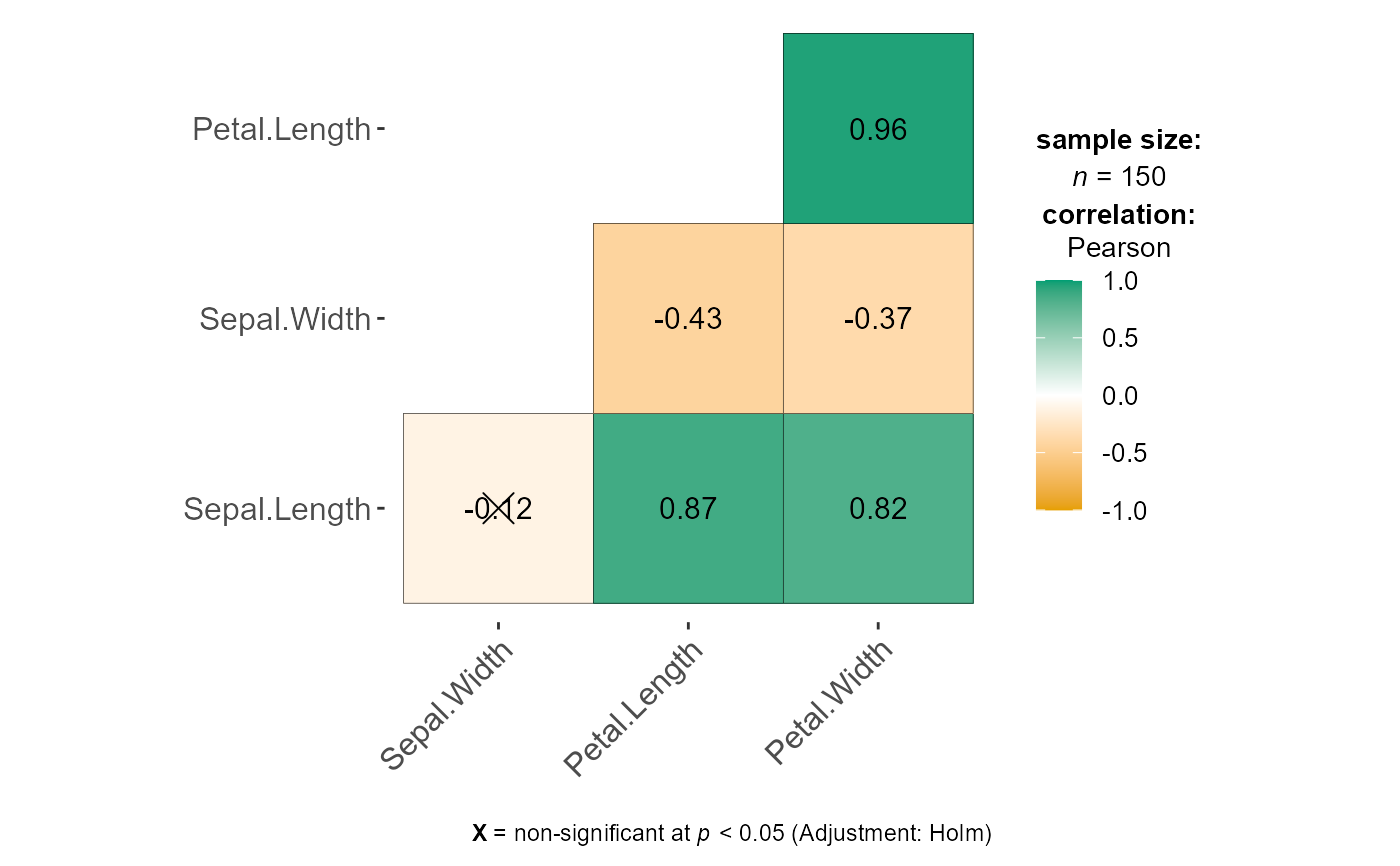 Petal.Length
0.96
Sepal.Width
-0.43
-0.37
Sepal.Length
-0.12
0.87
0.82
Sepal.Width
Petal.Length
Petal.Width
sample size:
n = 150
correlation:
Pearson
1.0
0.5
0.0
-0.5
-1.0
X = non-significant at p < 0.05 (Adjustment: Holm)